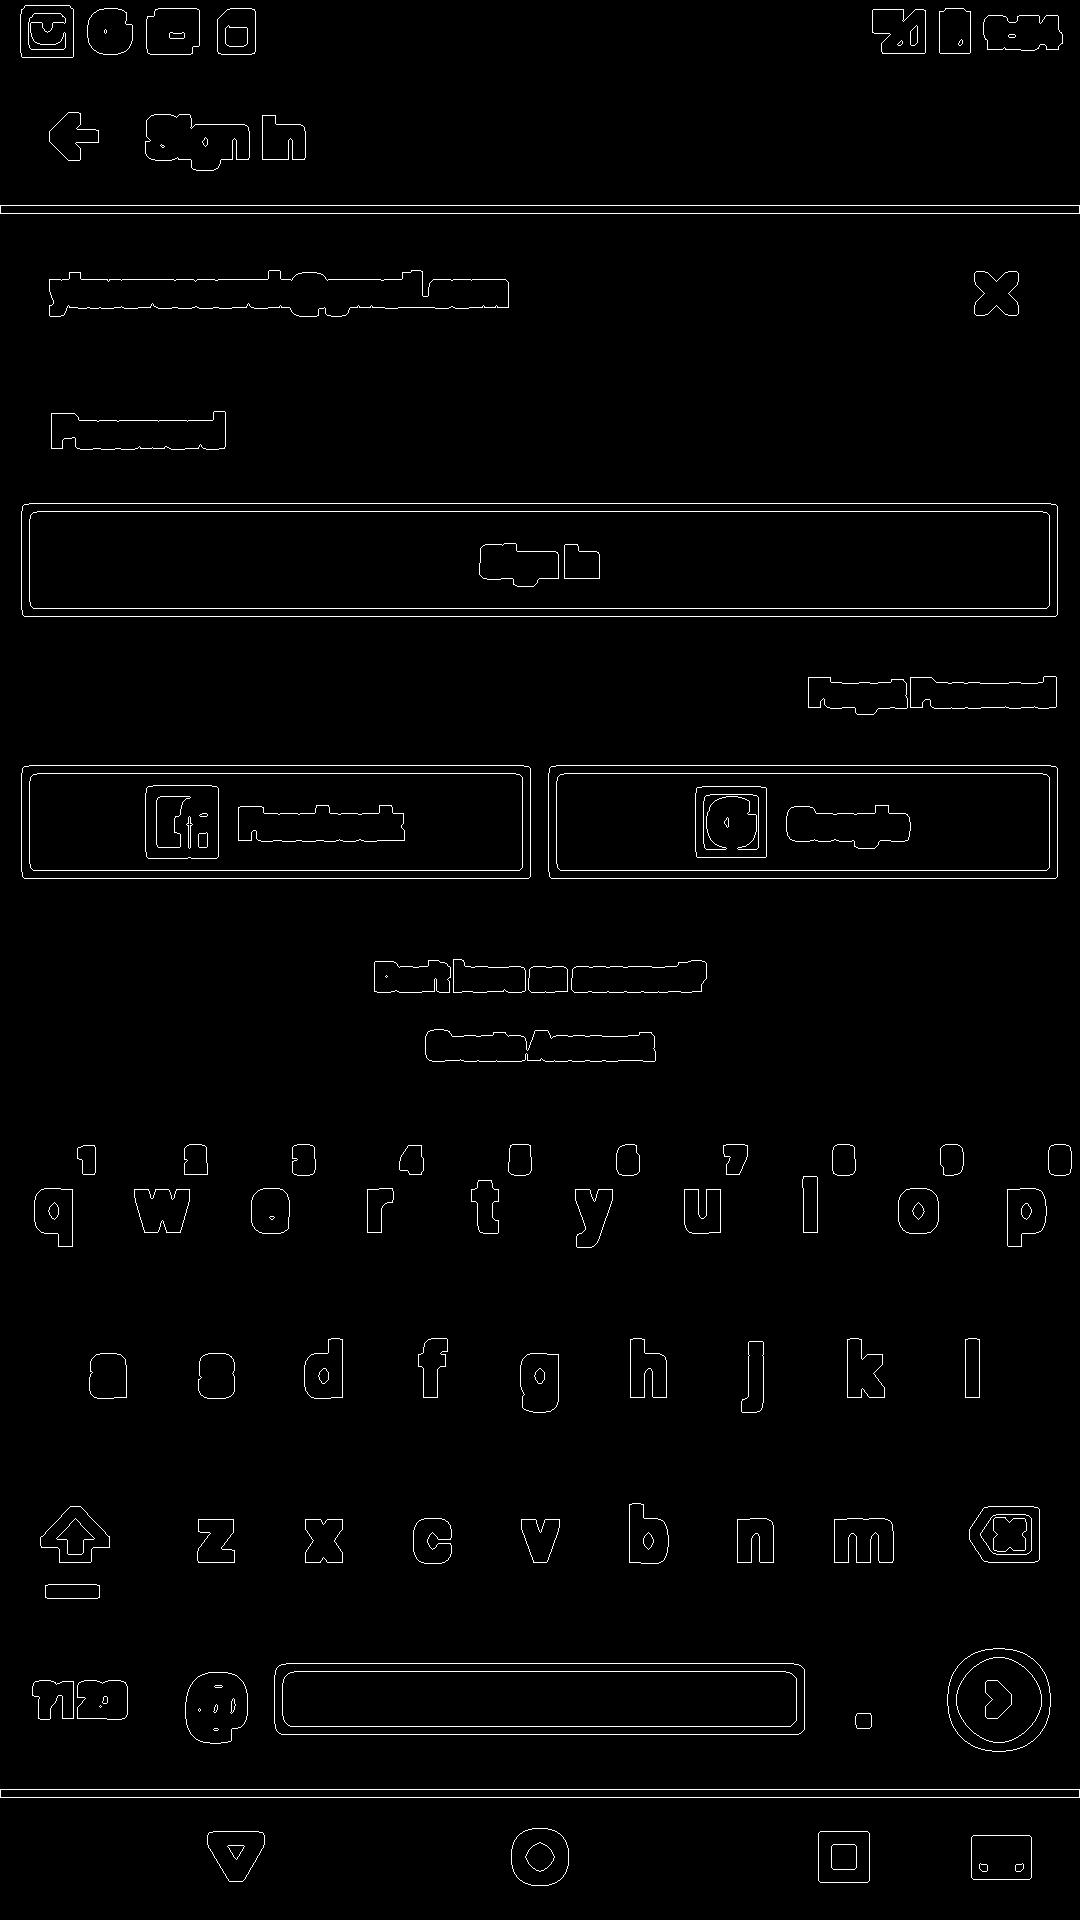 Sign in
Password
Sign in
Forgot Password
Facebook
Google
Don't have an account?
Create Account
1 2 3 4 5 6 7 8 9 0
q w e r t y u i o p
a s d f g h j k l
z x c v b n m
?123 @ .